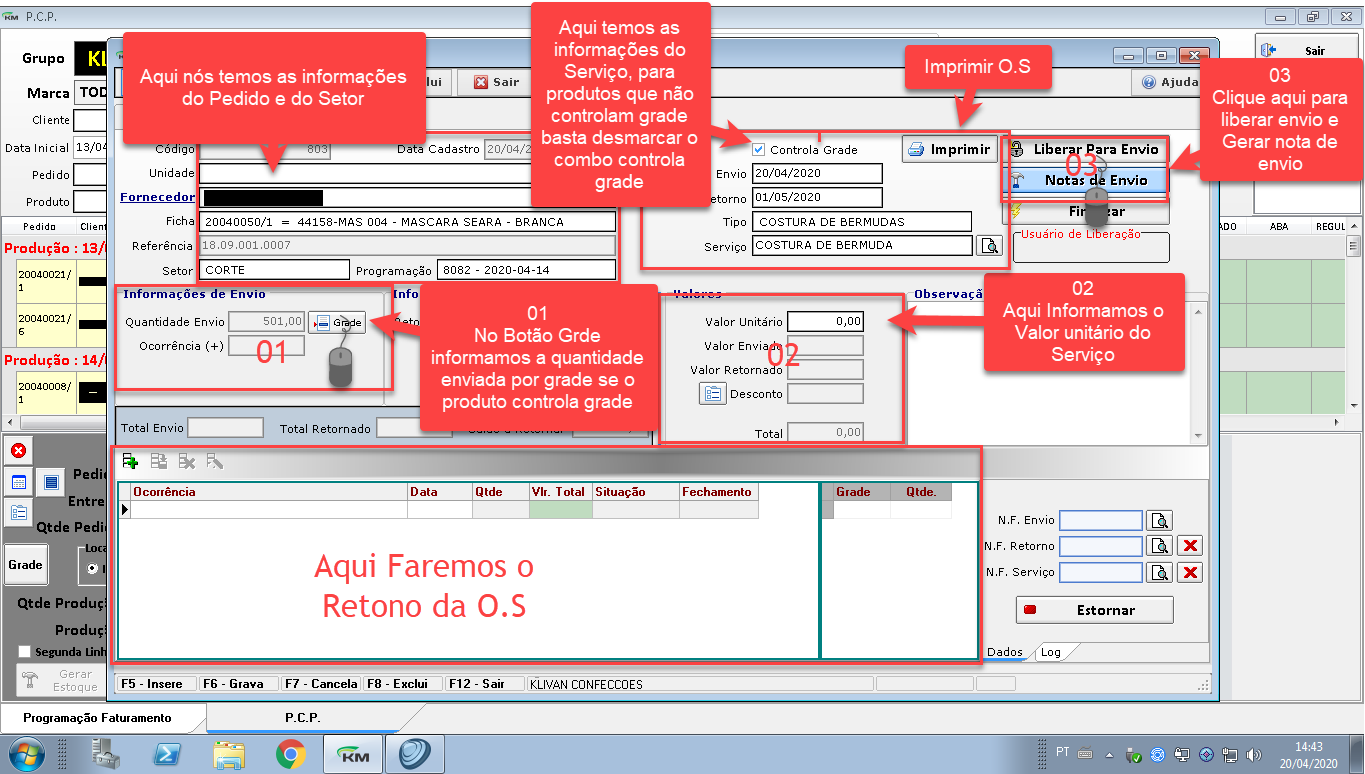 KM P.C.P.
Grupo
KL
Marca
TOD
Cliente
Data Inicial
13/04
Pedido
Produto
Sair
Pedido
Client
ADO
ABA
REGUL
Produção : 13/
20040021/
1
20040021/
6
Produção : 14/
20040008/
1
Aqui nós temos as informações
do Pedido e do Setor
Aqui temos as
informações do
Serviço, para
produtos que não
controlam grade
basta desmarcar o
combo controla
grade
Imprimir O.S
03
Clique aqui para
liberar envio e
Gerar nota de
envio
lui
Sair
Ajuda
Código
803
Data Cadastro
20/04/2
Unidade
Fornecedor
Ficha
20040050/1 = 44158-MAS 004 - MASCARA SEARA - BRANCA
Referência
18.09.001.0007
Setor
CORTE
Programação
8082 - 2020-04-14
Controla Grade
Imprimir
Envio
20/04/2020
etorno
01/05/2020
Tipo
COSTURA DE BERMUDAS
Serviço
COSTURA DE BERMUDA
Liberar Para Envio
03
Notas de Envio
Usuário de Liberação
Informações de Envio
Quantidade Envio
501,00
Grade
Ocorrência (+)
01
Info
01
No Botão Grde
informamos a quantidade
enviada por grade se o
produto controla grade
Valores
Valor Unitário
0,00
Valor Enviado
02
Valor Retornado
Desconto
Total
0,00
Observaçã
02
Aqui Informamos o
Valor unitário do
Serviço
Total Envio
Total Retornado
Ocorrência
Data
Qtde
Vlr. Total
Situação
Fechamento
Grade
Qtde.
Aqui Faremos o
Retono da O.S
N.F. Envio
N.F. Retorno
N.F. Serviço
Estornar
Dados
Log
Pedid
Entre
Qtde Pedi
Grade
Loca
Qtde Produç
Produç
Segunda Linh
Gerar
Estoque
F5 - Insere
F6 - Grava
F7 - Cancela
F8 - Exclui
F12 - Sair
KLIVAN CONFECCOES
Programação Faturamento
P.C.P.
KM
PT
14:43
20/04/2020